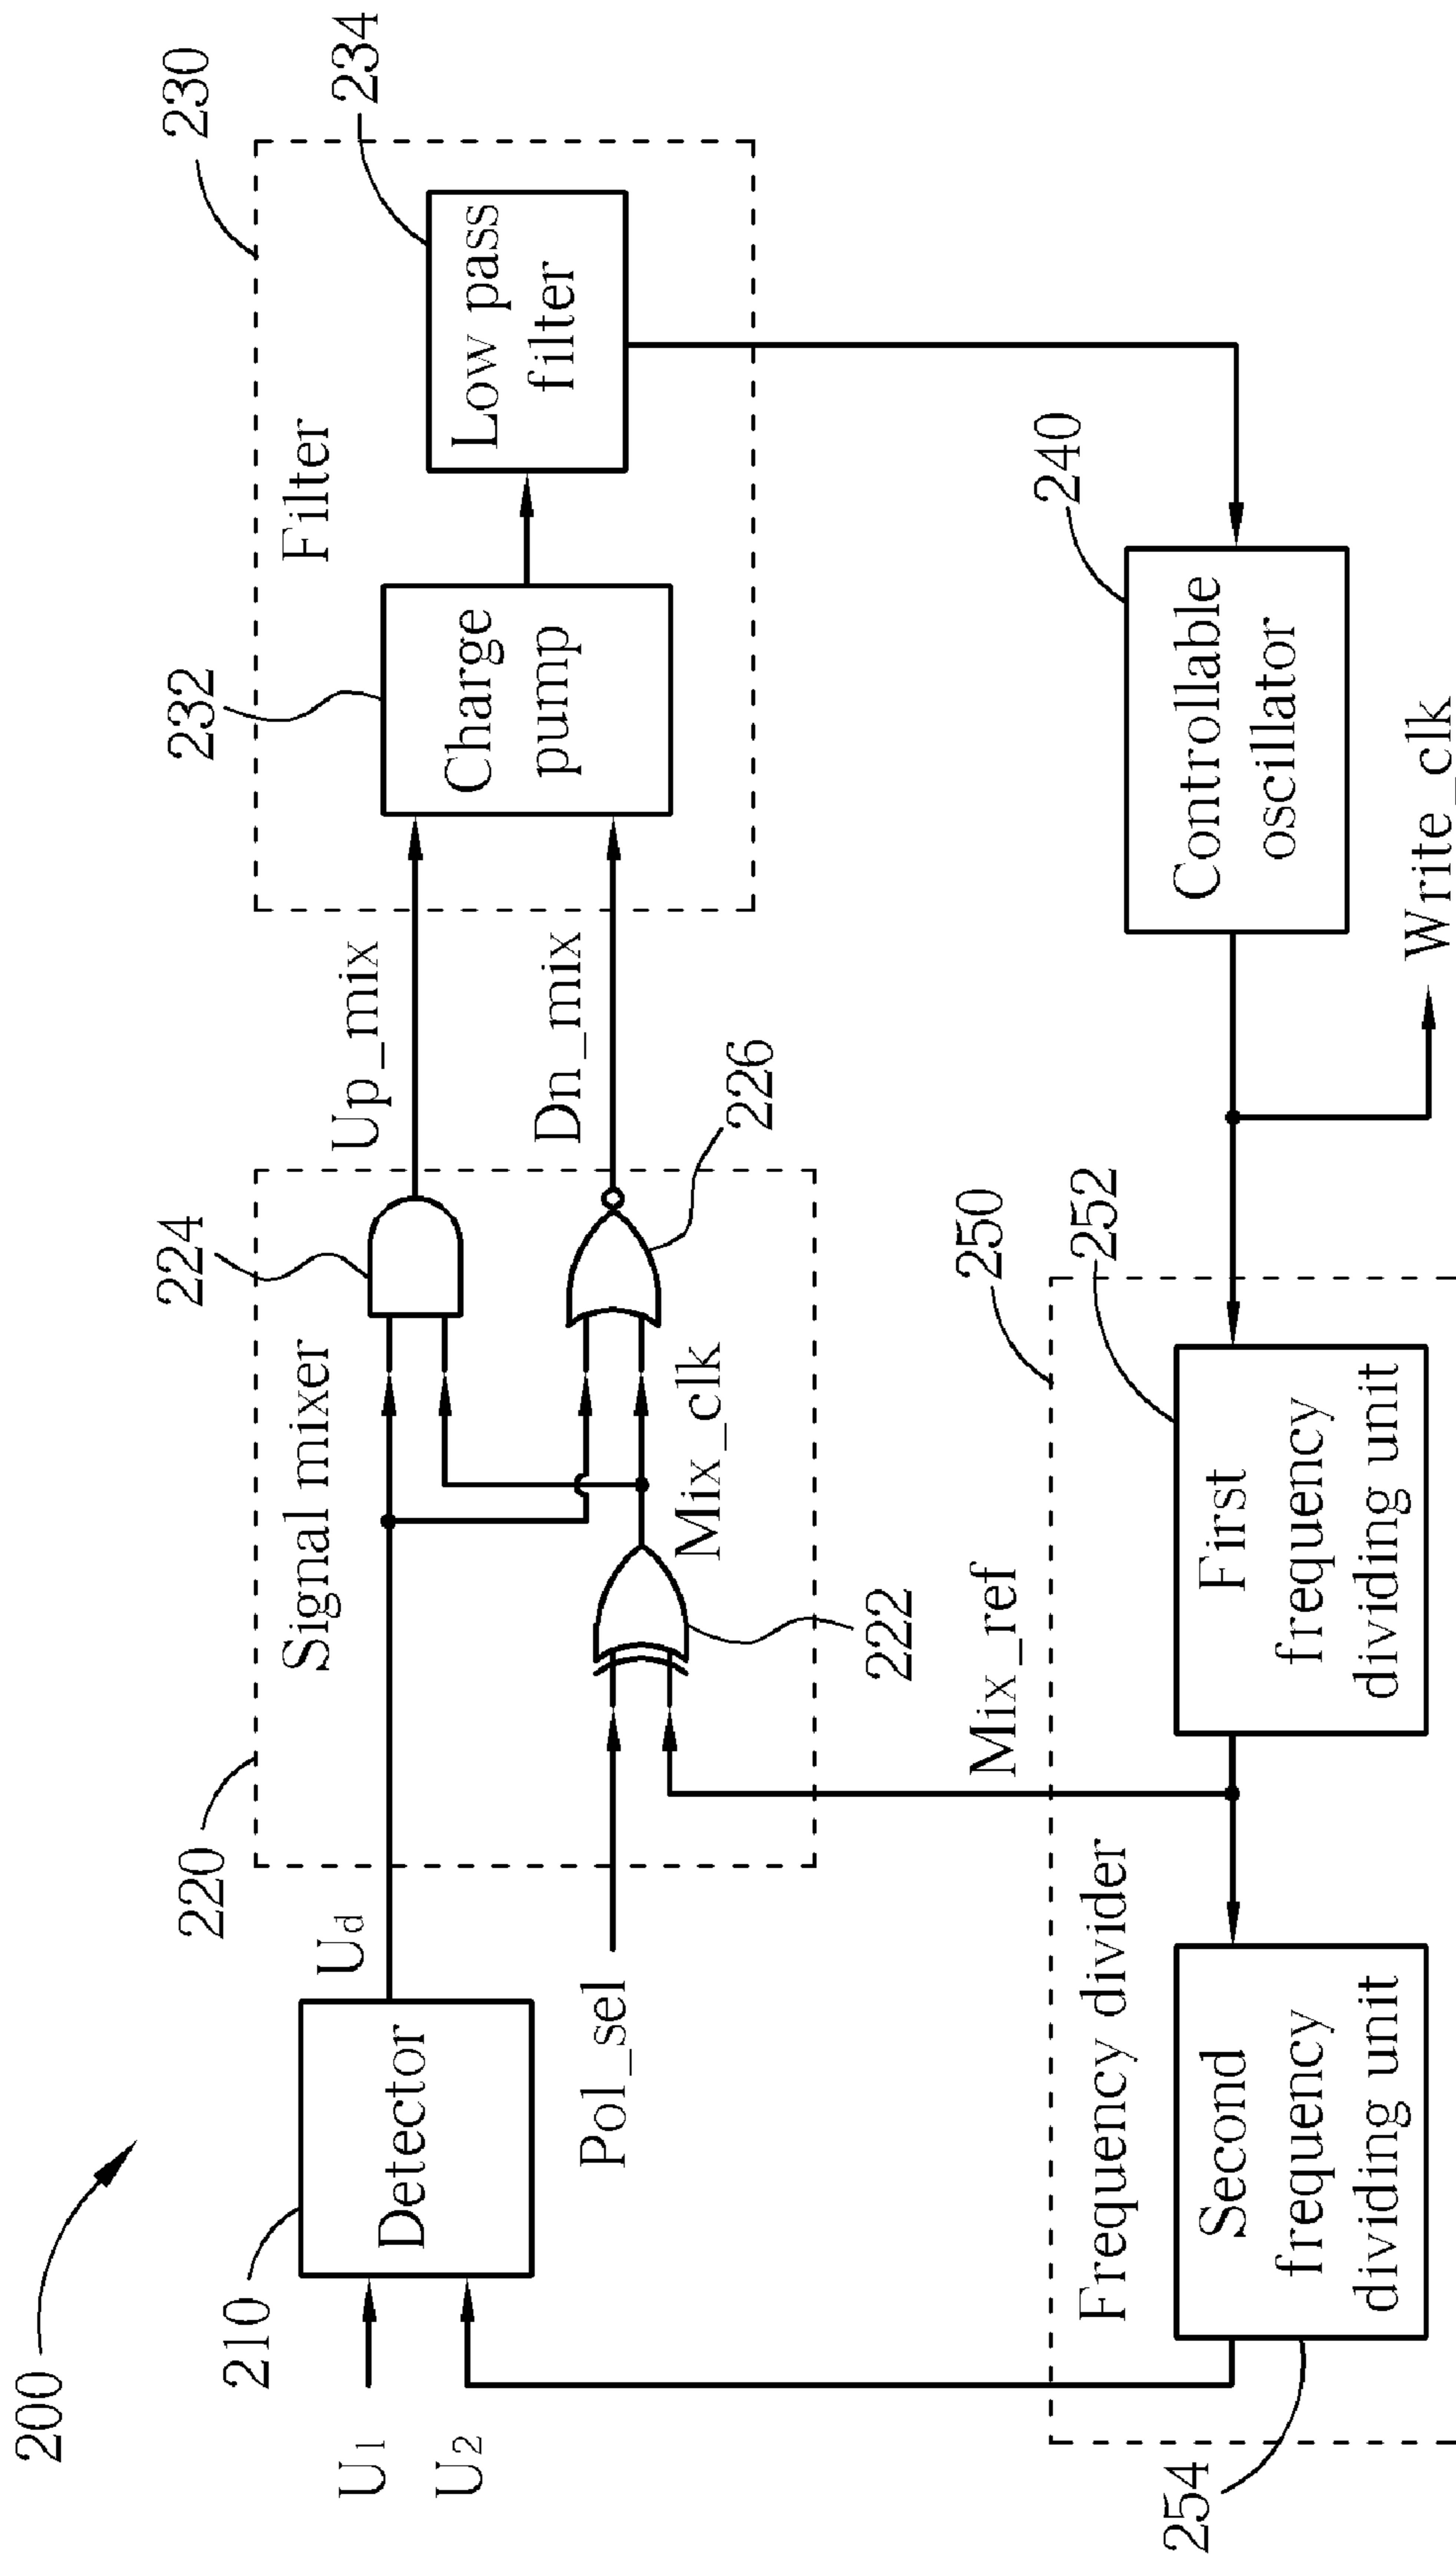 200
230
234
Filter
232
Low pass
filter
Charge
pump
Up_mix
Dn_mix
224
226
220
Signal mixer
Mix_clk
222
Ud
210
Detector
Pol_sel
U1
U2
240
Controllable
oscillator
Write_clk
250
252
Mix_ref
First
frequency
dividing unit
Frequency divider
Second
frequency
dividing unit
254